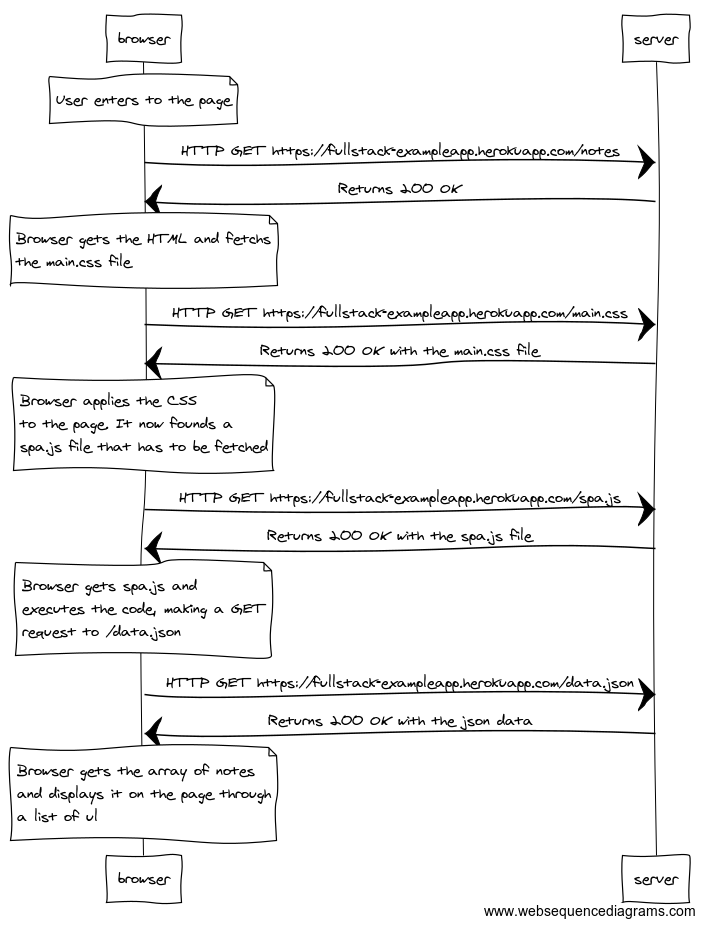 browser
server
User enters to the page
HTTP GET https://fullstack-exampleapp.herokuapp.com/notes
Returns 200 OK
Browser gets the HTML and fetchs
the main.css file
HTTP GET https://fullstack-exampleapp.herokuapp.com/main.css
Returns 200 OK with the main.css file
Browser applies the CSS
to the page. It now founds a
spa.js file that has to be fetched
HTTP GET https://fullstack-exampleapp.herokuapp.com/spa.js
Returns 200 OK with the spa.js file
Browser gets spa.js and
executes the code, making a GET
request to /data.json
HTTP GET https://fullstack-exampleapp.herokuapp.com/data.json
Returns 200 OK with the json data
Browser gets the array of notes
and displays it on the page through
a list of ul
browser
server
www.websequencediagrams.com